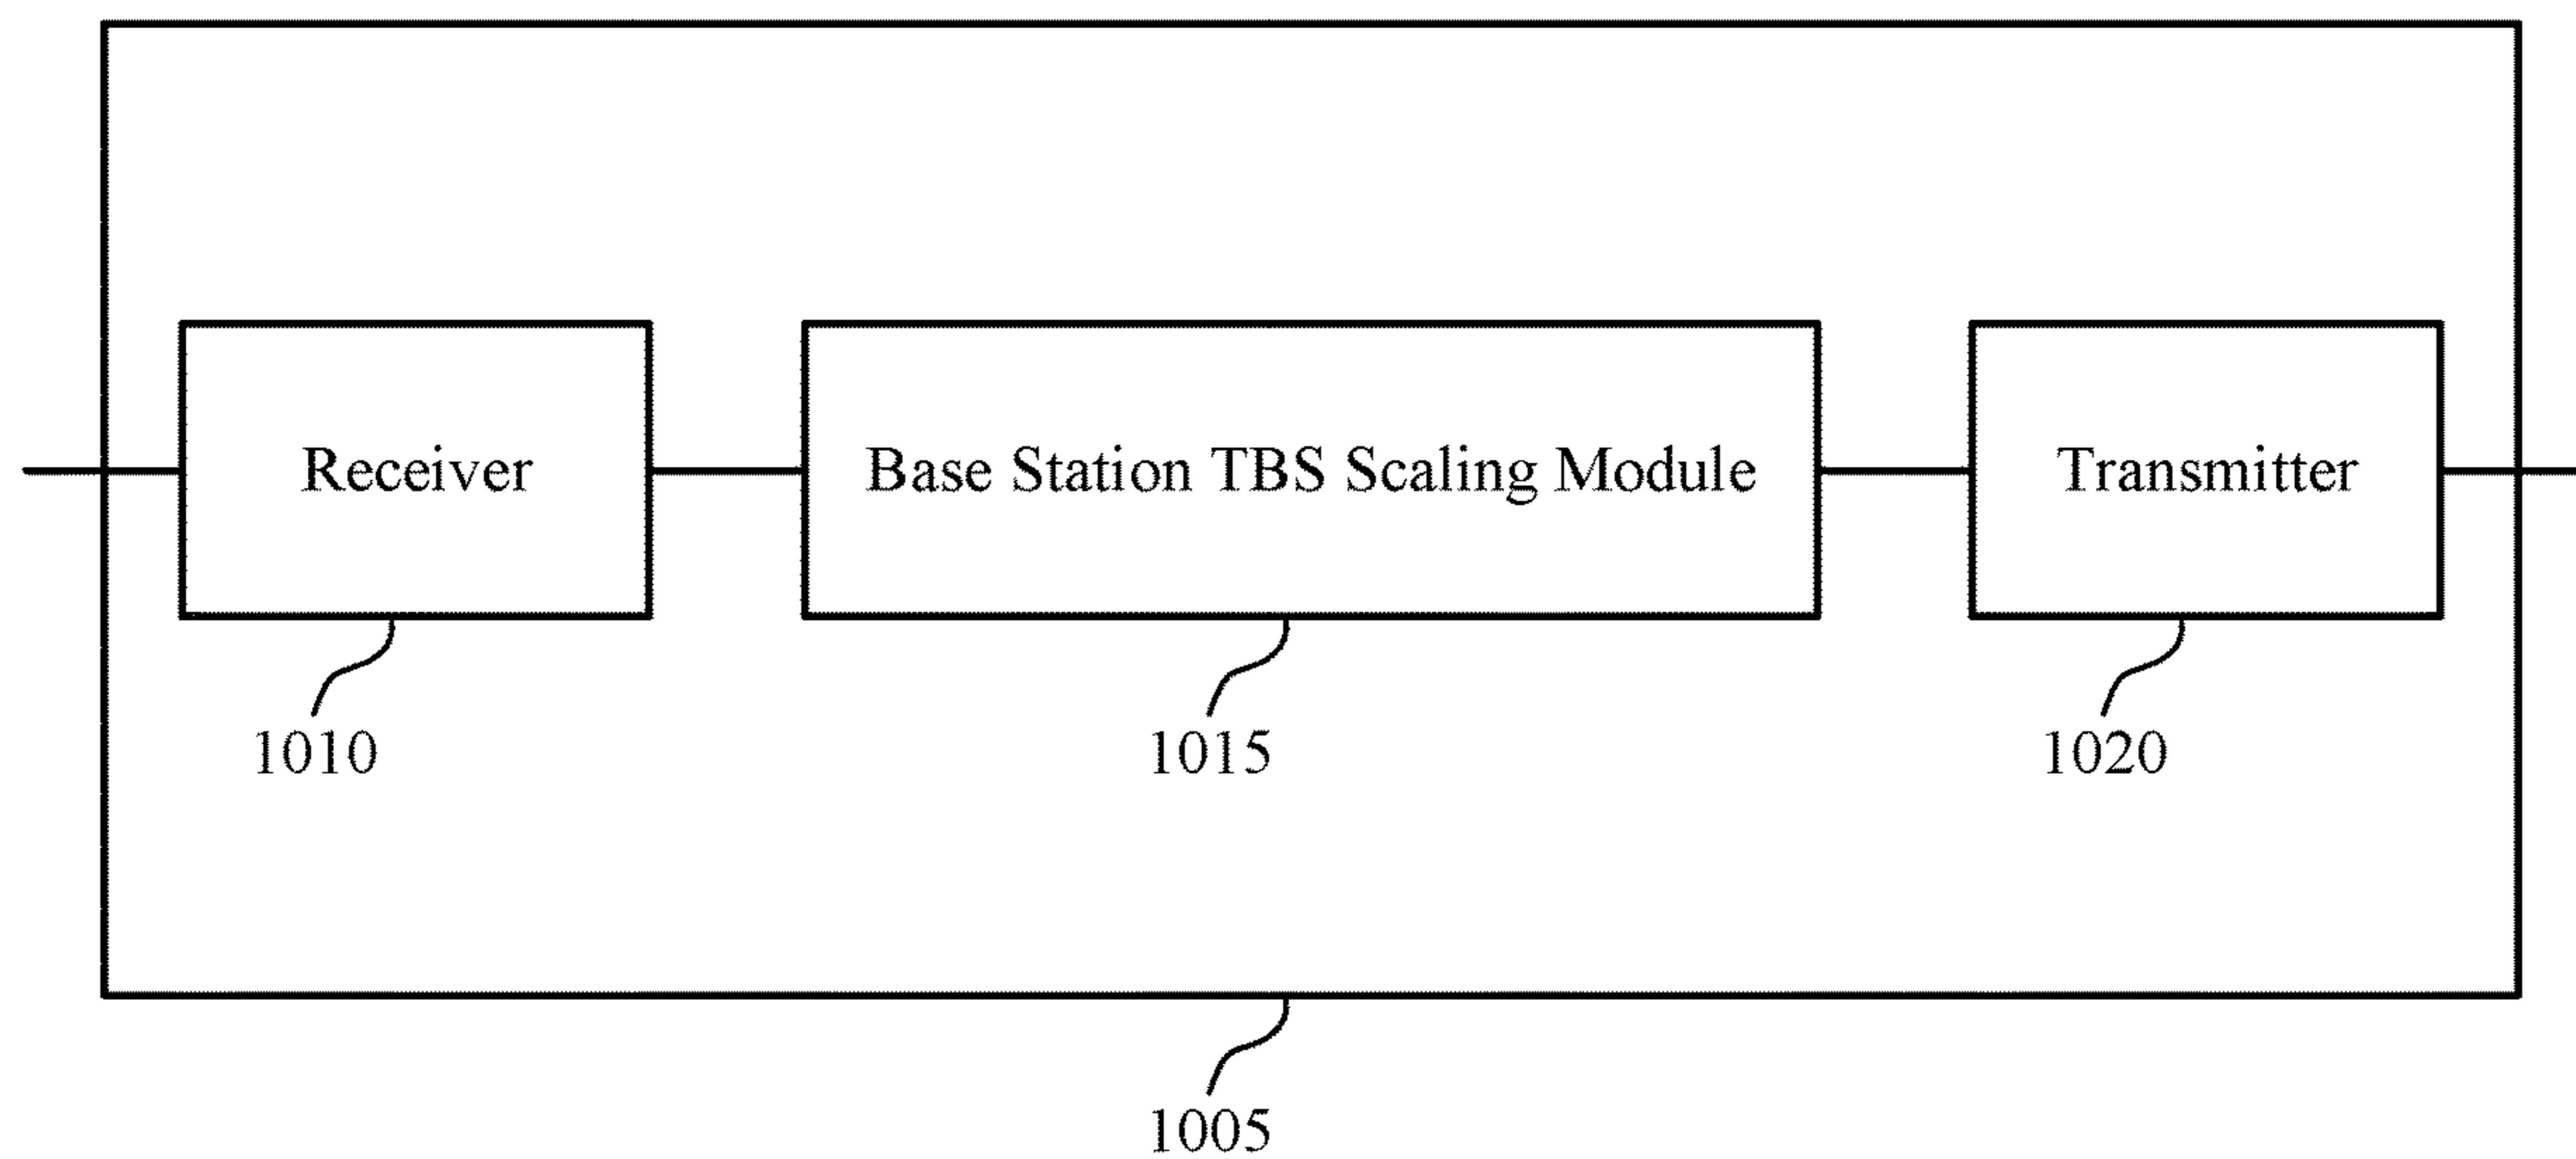 Receiver
Base Station TBS Scaling Module
Transmitter
1010
1015
1020
1005